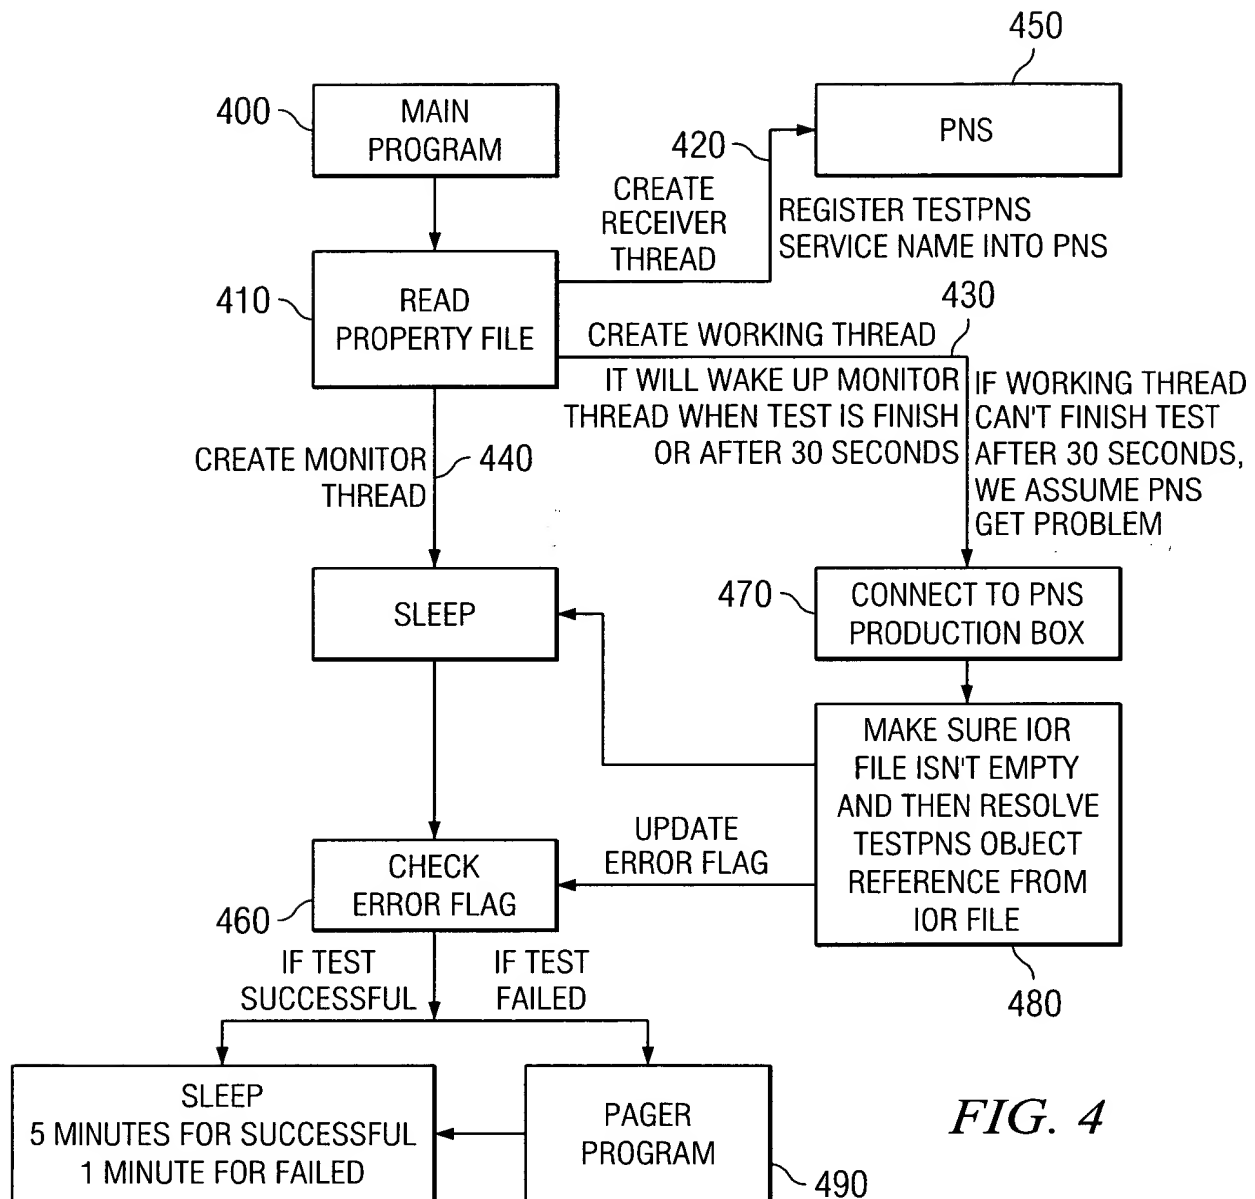 450
400
MAIN
PROGRAM
PNS
420
CREATE
RECEIVER
THREAD
REGISTER TESTPNS
SERVICE NAME INTO PNS
410
READ
PROPERTY FILE
430
CREATE WORKING THREAD
IT WILL WAKE UP MONITOR
THREAD WHEN TEST IS FINISH
OR AFTER 30 SECONDS
IF WORKING THREAD
CAN'T FINISH TEST
AFTER 30 SECONDS,
WE ASSUME PNS
GET PROBLEM
CREATE MONITOR
THREAD
440
SLEEP
470
CONNECT TO PNS
PRODUCTION BOX
MAKE SURE IOR
FILE ISN'T EMPTY
AND THEN RESOLVE
TESTPNS OBJECT
REFERENCE FROM
IOR FILE
480
UPDATE
ERROR FLAG
CHECK
ERROR FLAG
460
IF TEST
SUCCESSFUL
IF TEST
FAILED
SLEEP
5 MINUTES FOR SUCCESSFUL
1 MINUTE FOR FAILED
PAGER
PROGRAM
490
FIG. 4